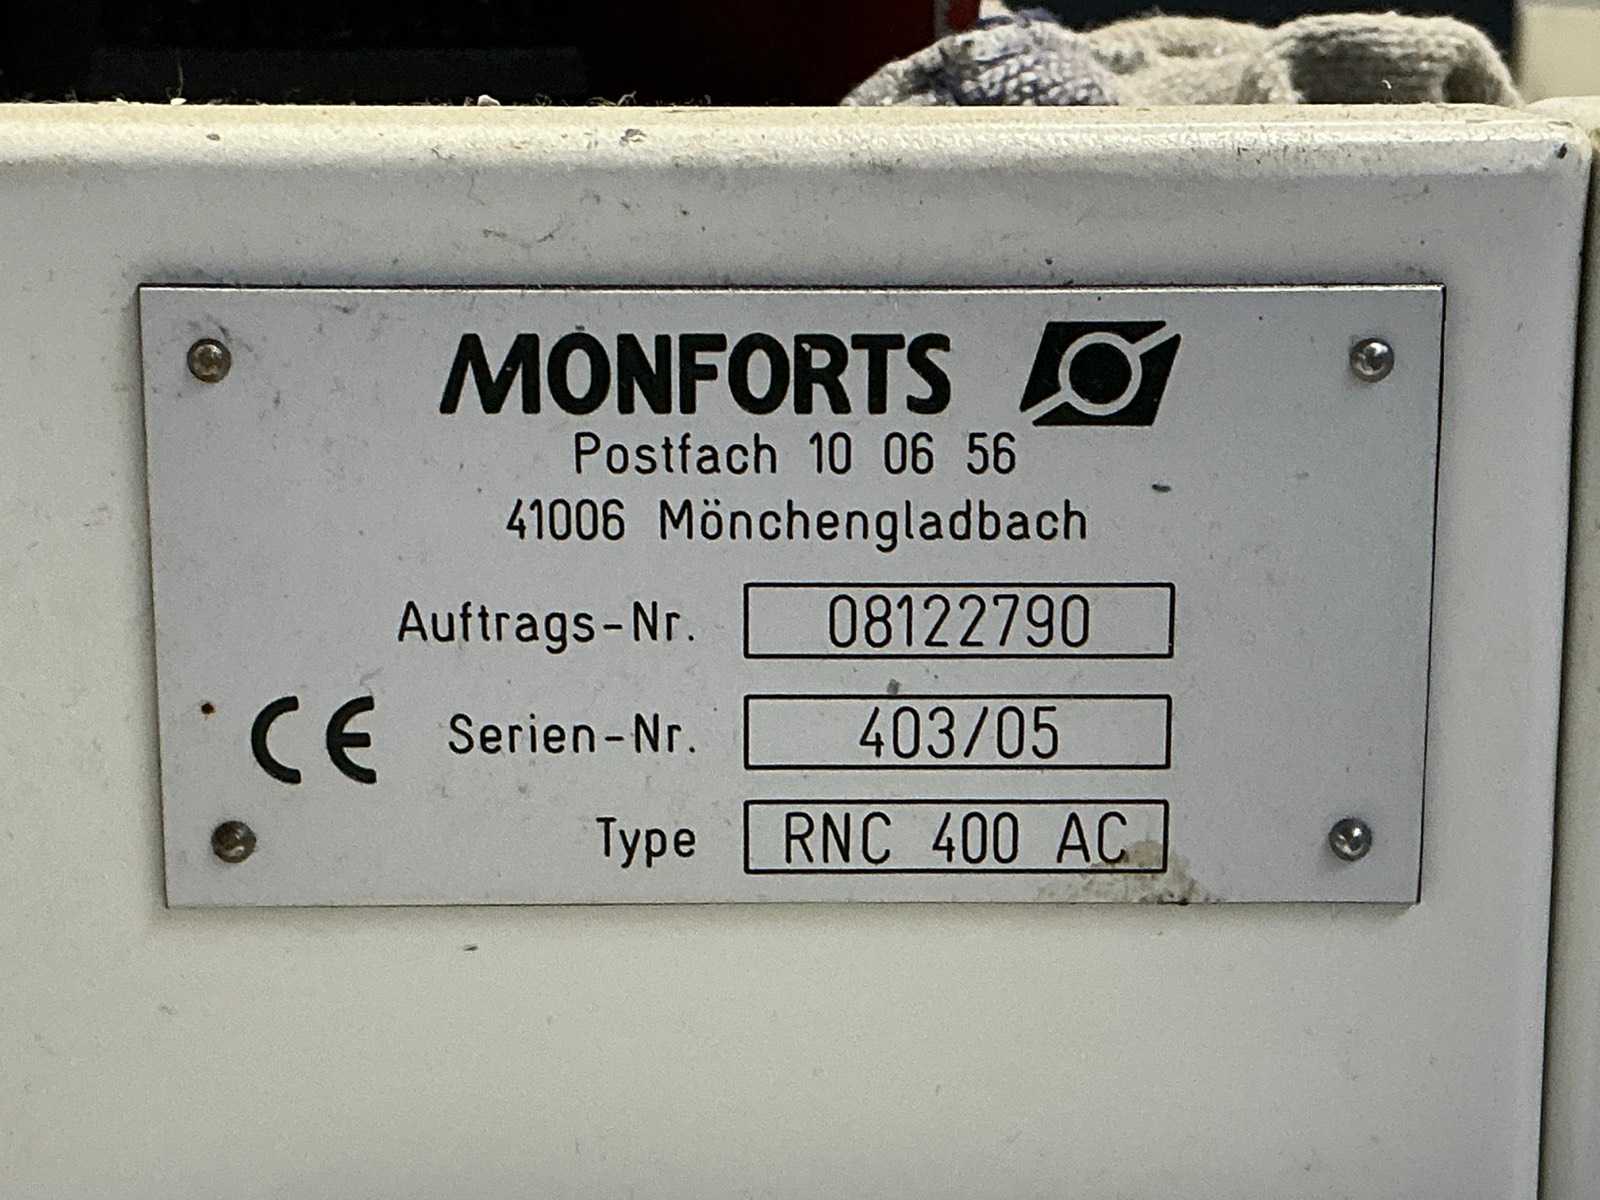 MONFORTS
Postfach 10 06 56
41006 Mönchengladbach
Auftrags-Nr. 08122790
CE Serien-Nr. 403/05
Type RNC 400 AC